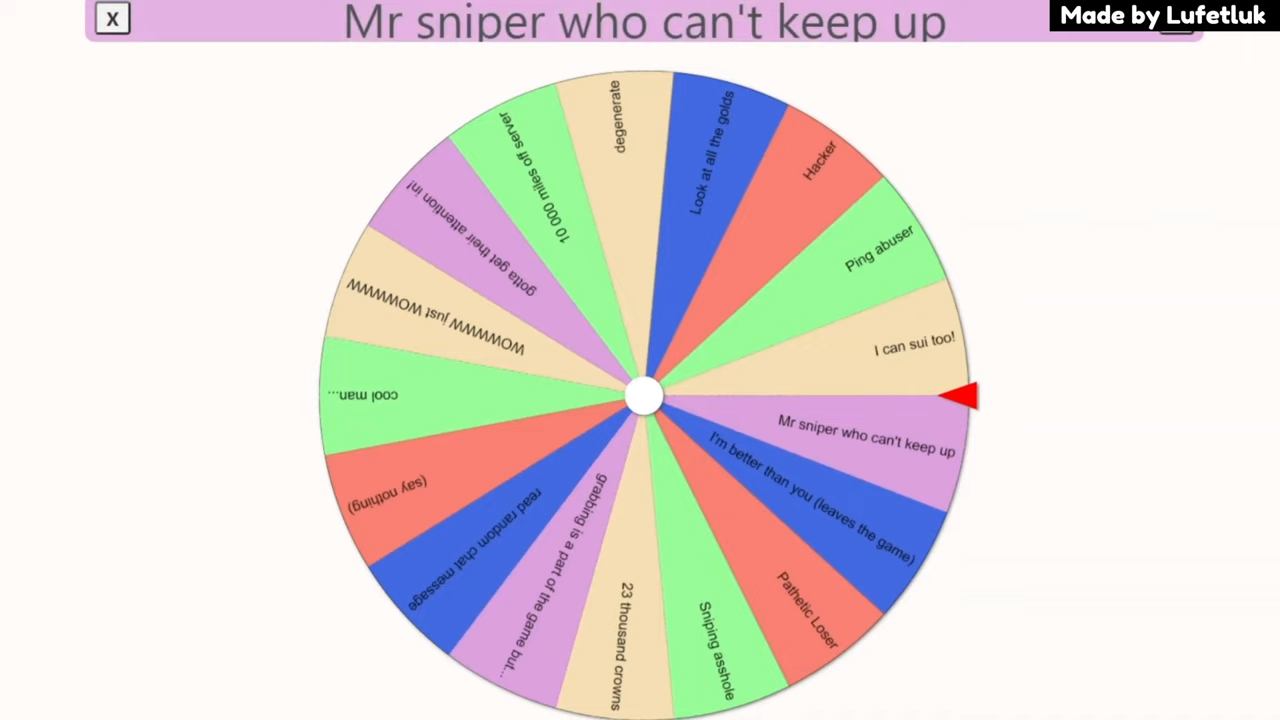 X
Mr sniper who can't keep up
Made by Lufetluk
degenerate
Look at all the golds
Hacker
Ping abuser
I can sui too!
Mr sniper who can't keep up
I'm better than you (leaves the game)
Pathetic Loser
Sniping asshole
23 thousand crowns
grabbing is a part of the game but...
read random chat message
(say nothing)
cool man...
WOWWWW just WOWWWW
gotta get their attention in!
10 000 miles off server